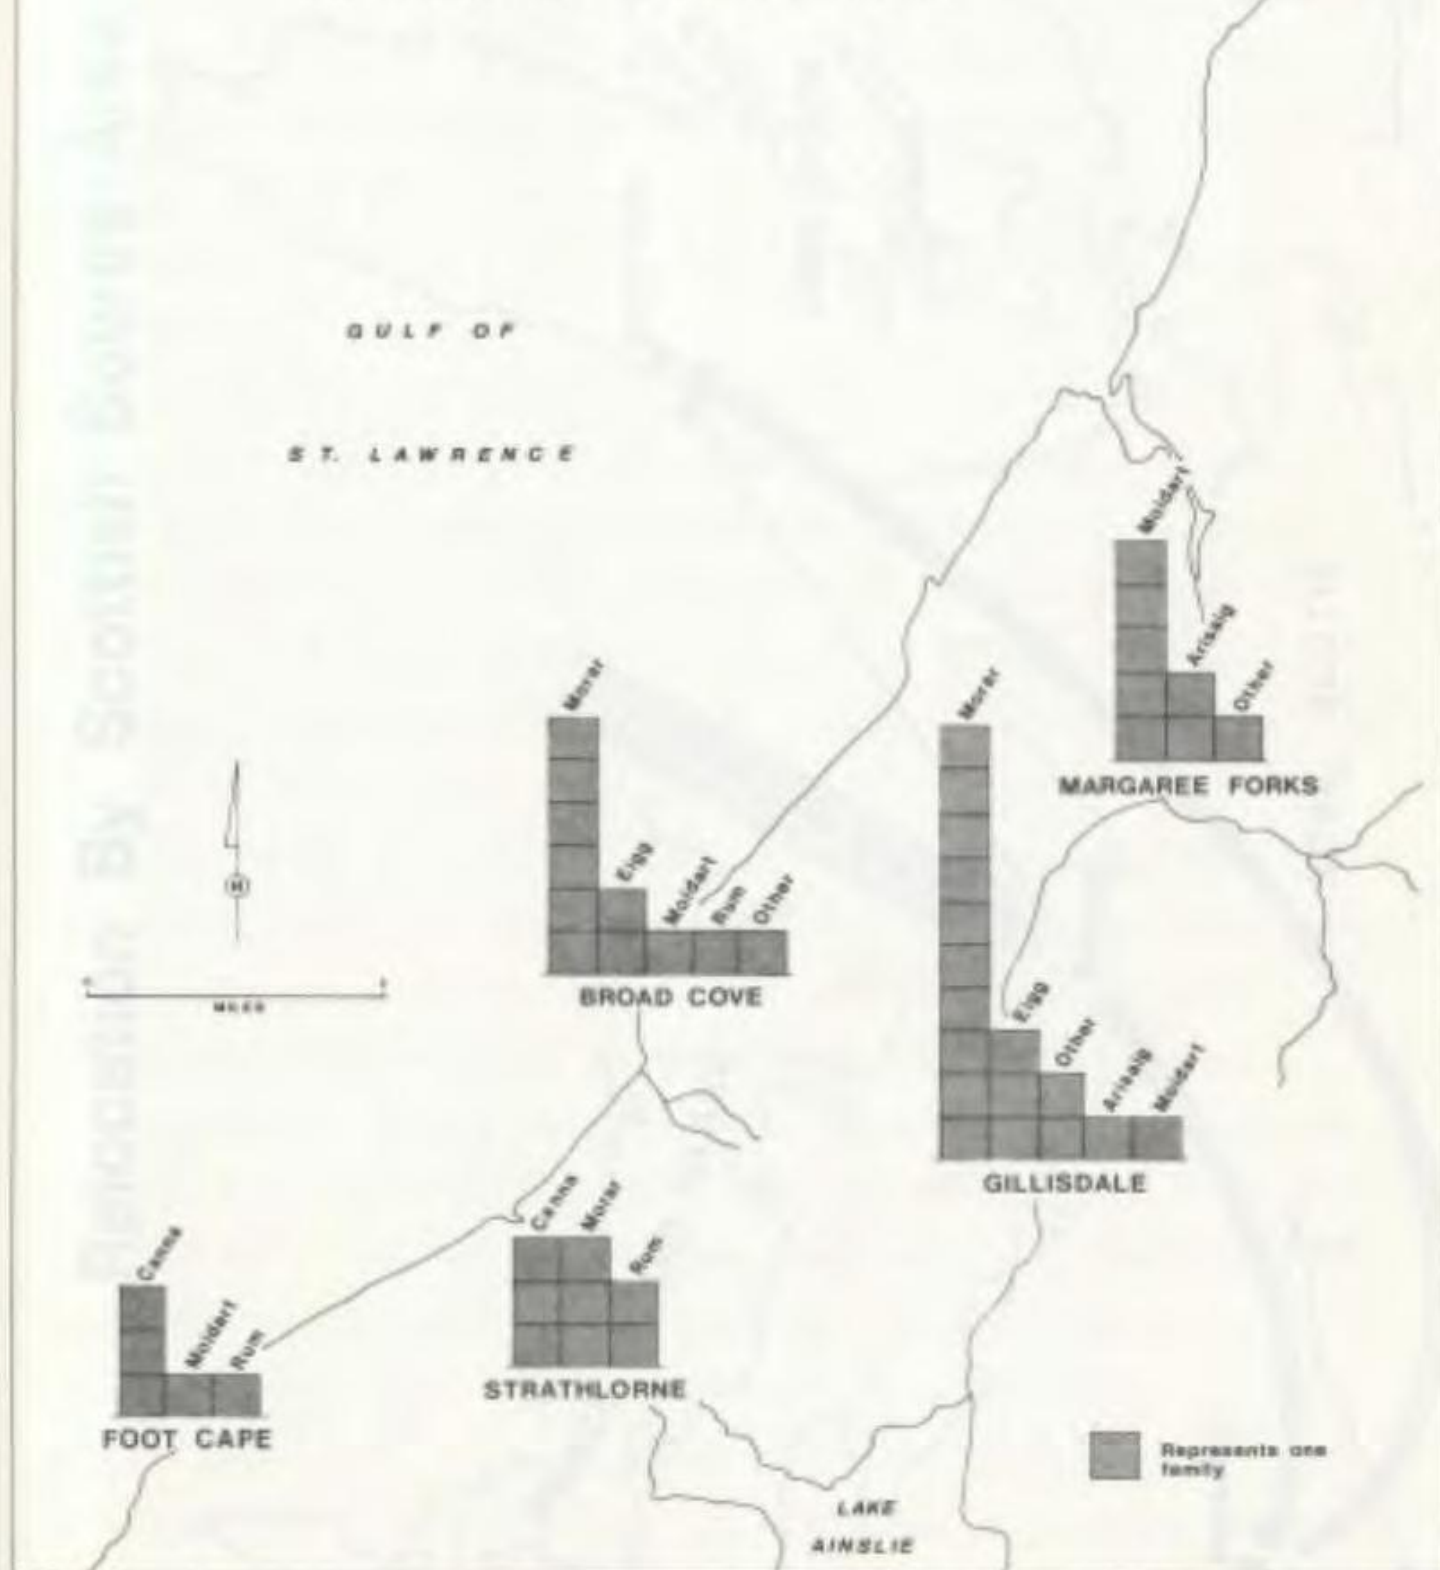 GULF OF
ST. LAWRENCE
Moidart
Arisaig
Other
MARGAREE FORKS
Morar
Eigg
Moidart
Rum
Other
BROAD COVE
Morar
Eigg
Other
Arisaig
Moidart
GILLISDALE
N
MILES
Canna
Morar
Rum
STRATHLORNE
Canna
Moidart
Rum
FOOT CAPE
Represents one
family
LAKE
AINSLIE